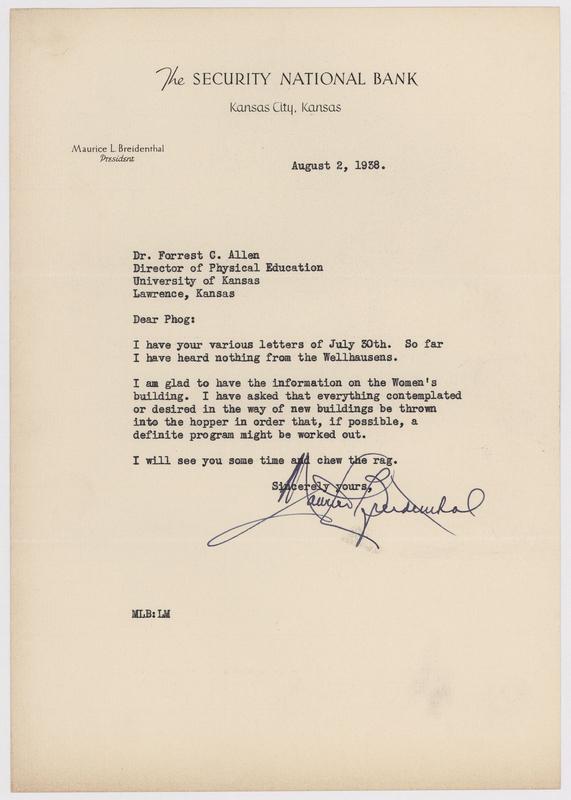 The SECURITY NATIONAL BANK
Kansas City, Kansas
Maurice L. Breidenthal
President
August 2, 1938.
Dr. Forrest C. Allen
Director of Physical Education
University of Kansas
Lawrence, Kansas
Dear Phog:
I have your various letters of July 30th. So far
I have heard nothing from the Wellhausens.
I am glad to have the information on the Women's
building. I have asked that everything contemplated
or desired in the way of new buildings be thrown
into the hopper in order that, if possible, a
definite program might be worked out.
I will see you some time and chew the rag.
Sincerely yours,
Maurice L. Breidenthal
MLB:LM